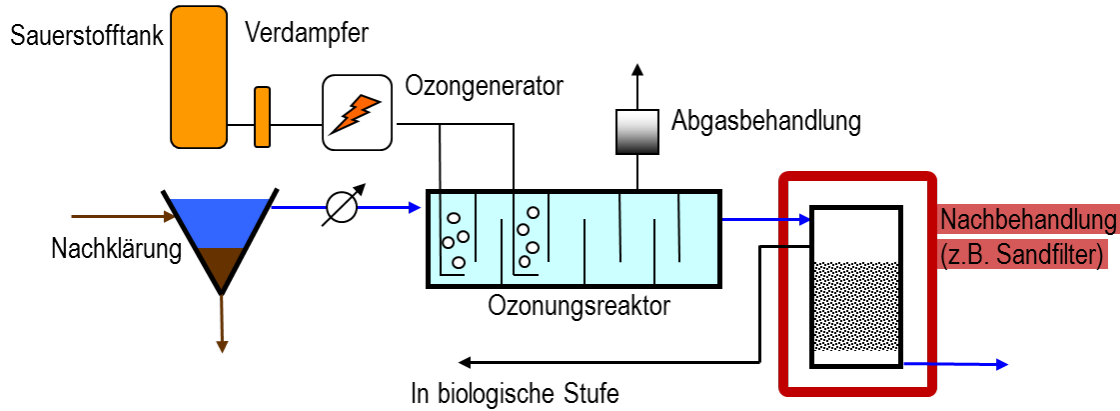 Sauerstofftank
Verdampfer
Ozongenerator
Abgasbehandlung
Nachklärung
Ozonungsreaktor
Nachbehandlung
(z.B. Sandfilter)
In biologische Stufe